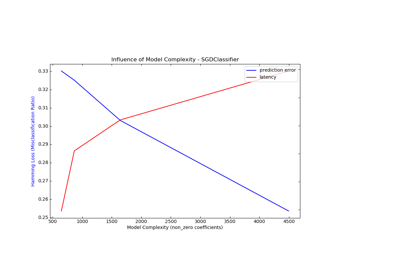 Influence of Model Complexity - SGDClassifier
prediction error
latency
0.33
0.32
0.31
0.30
0.29
0.28
0.27
0.26
0.25
Hamming Loss (Misclassification Ratio)
500 1000 1500 2000 2500 3000 3500 4000 4500
Model Complexity (non_zero coefficients)